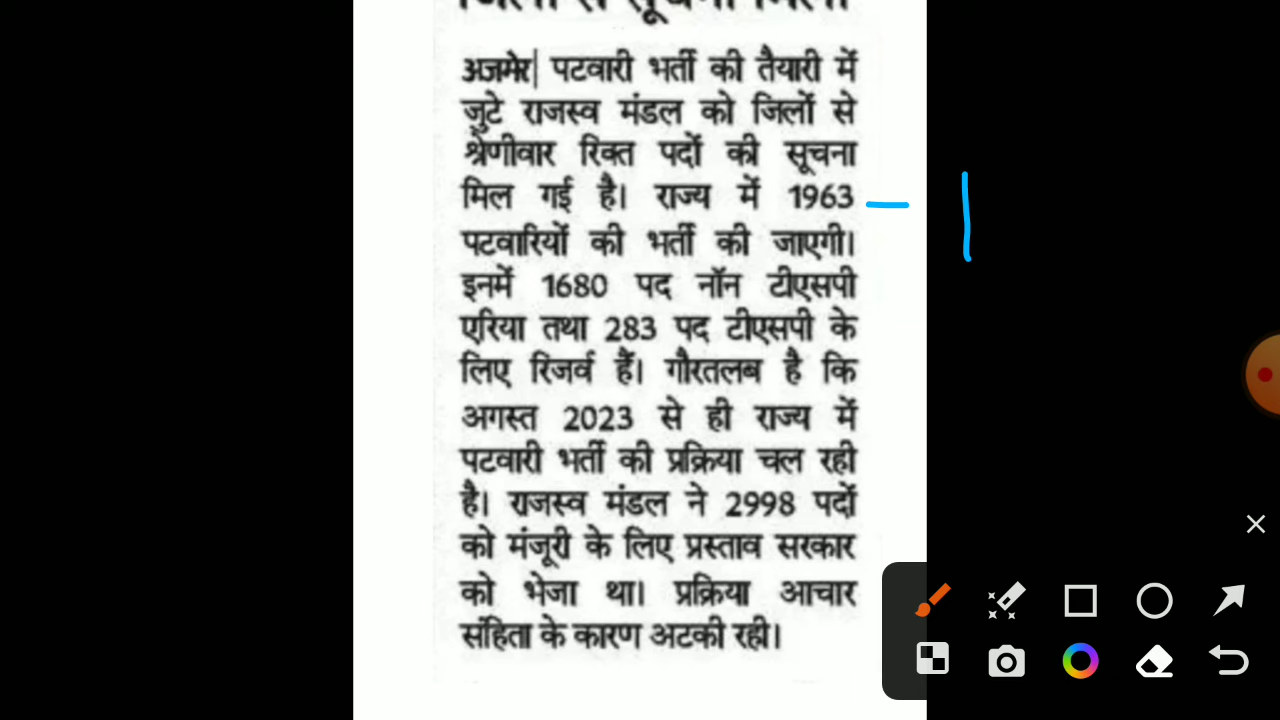 अजमेर| पटवारी भर्ती की तैयारी में
जुटे राजस्व मंडल को जिलों से
श्रेणीवार रिक्त पदों की सूचना
मिल गई है। राज्य में 1963
पटवारियों की भर्ती की जाएगी।
इनमें 1680 पद नॉन टीएसपी
एरिया तथा 283 पद टीएसपी के
लिए रिजर्व हैं। गौरतलब है कि
अगस्त 2023 से ही राज्य में
पटवारी भर्ती की प्रक्रिया चल रही
है। राजस्व मंडल ने 2998 पदों
को मंजूरी के लिए प्रस्ताव सरकार
को भेजा था। प्रक्रिया आचार
संहिता के कारण अटकी रही।